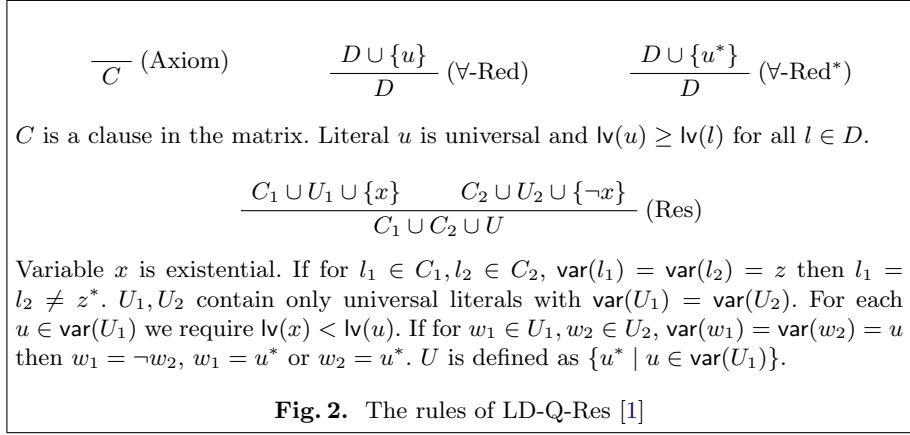 C (Axiom)
D ∪ {u}
D (∀-Red)
D ∪ {u*}
D (∀-Red*)
C is a clause in the matrix. Literal u is universal and lv(u) ≥ lv(l) for all l ∈ D.
C₁ ∪ U₁ ∪ {x} C₂ ∪ U₂ ∪ {¬x}
C₁ ∪ C₂ ∪ U (Res)
Variable x is existential. If for l₁ ∈ C₁, l₂ ∈ C₂, var(l₁) = var(l₂) = z then l₁ =
l₂ ≠ z*. U₁, U₂ contain only universal literals with var(U₁) = var(U₂). For each
u ∈ var(U₁) we require lv(x) < lv(u). If for w₁ ∈ U₁, w₂ ∈ U₂, var(w₁) = var(w₂) = u
then w₁ = ¬w₂, w₁ = u* or w₂ = u*. U is defined as {u* | u ∈ var(U₁)}.
Fig. 2. The rules of LD-Q-Res [1]